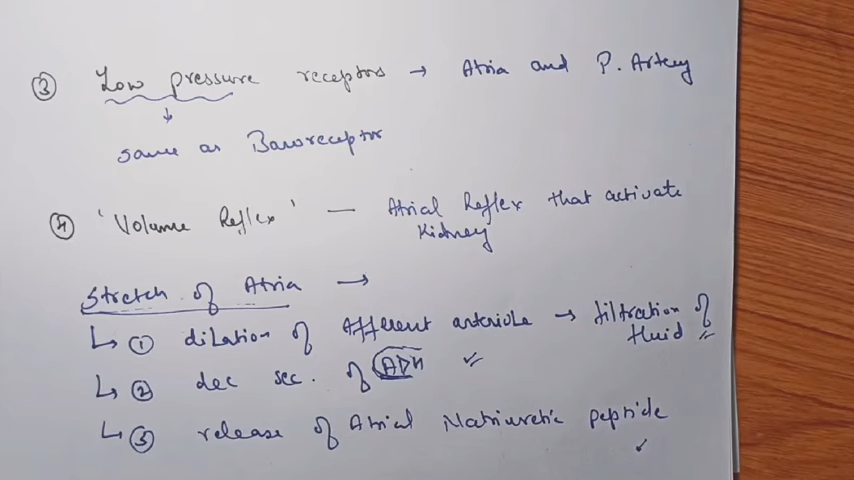 ③ Low pressure receptors → Atria and P. Artery
↓
same as Baroreceptor
④ 'Volume Reflex' — Atrial Reflex that activate
Kidney
Stretch of Atria →
↳ ① dilation of Afferent arteriole → filtration of
fluid
↳ ② dec sec. of ADH ✓
↳ ③ release of Atrial Natriuretic peptide
✓